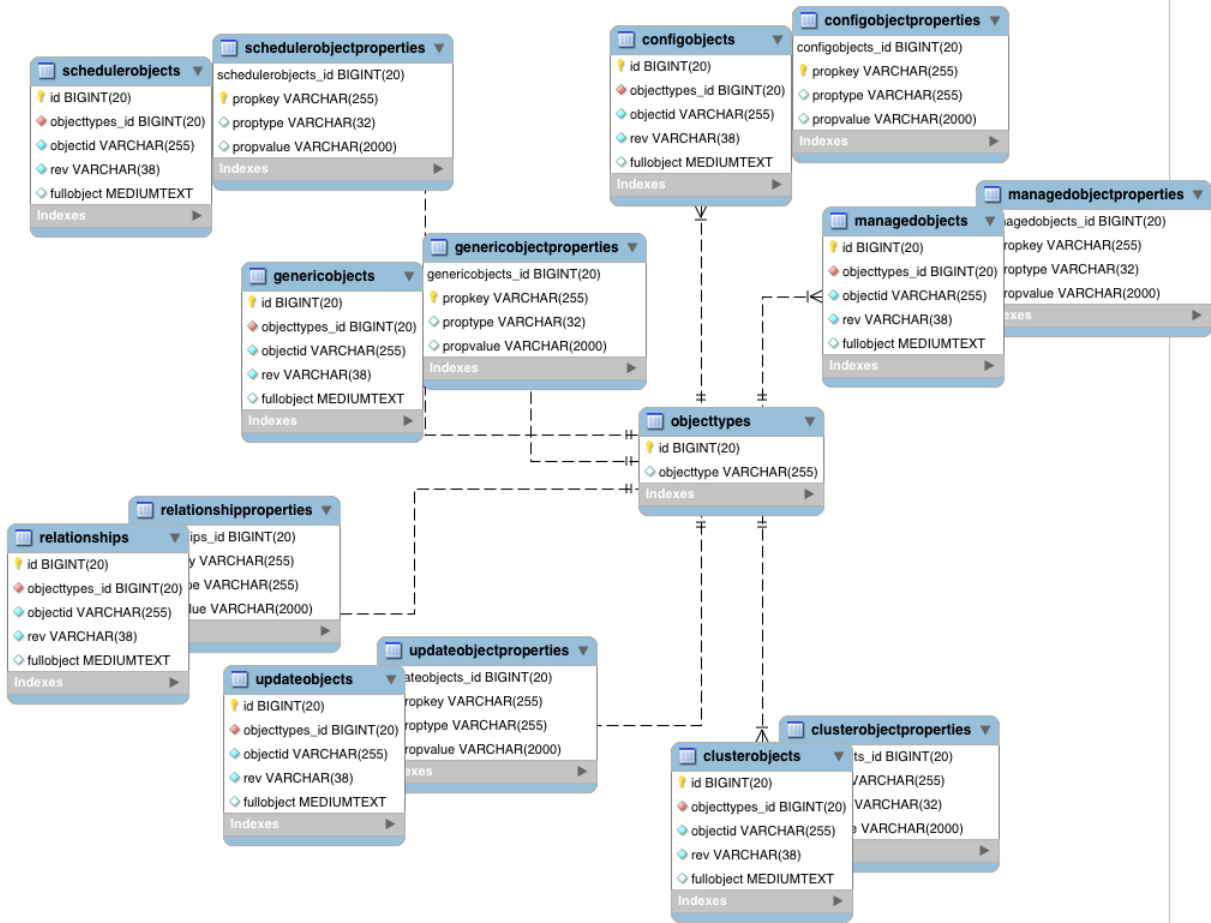 schedulerobjects
id BIGINT(20)
objecttypes_id BIGINT(20)
objectid VARCHAR(255)
rev VARCHAR(38)
fullobject MEDIUMTEXT
Indexes
schedulerobjectproperties
schedulerobjects_id BIGINT(20)
propkey VARCHAR(255)
proptype VARCHAR(32)
propvalue VARCHAR(2000)
Indexes
configobjects
id BIGINT(20)
objecttypes_id BIGINT(20)
objectid VARCHAR(255)
rev VARCHAR(38)
fullobject MEDIUMTEXT
Indexes
configobjectproperties
configobjects_id BIGINT(20)
propkey VARCHAR(255)
proptype VARCHAR(255)
propvalue VARCHAR(2000)
Indexes
managedobjects
id BIGINT(20)
objecttypes_id BIGINT(20)
objectid VARCHAR(255)
rev VARCHAR(38)
fullobject MEDIUMTEXT
Indexes
managedobjectproperties
nagedobjects_id BIGINT(20)
ropkey VARCHAR(255)
roptype VARCHAR(32)
ropvalue VARCHAR(2000)
exes
genericobjects
id BIGINT(20)
objecttypes_id BIGINT(20)
objectid VARCHAR(255)
rev VARCHAR(38)
fullobject MEDIUMTEXT
Indexes
genericobjectproperties
genericobjects_id BIGINT(20)
propkey VARCHAR(255)
proptype VARCHAR(32)
propvalue VARCHAR(2000)
Indexes
objecttypes
id BIGINT(20)
objecttype VARCHAR(255)
Indexes
relationships
id BIGINT(20)
objecttypes_id BIGINT(20)
objectid VARCHAR(255)
rev VARCHAR(38)
fullobject MEDIUMTEXT
Indexes
relationshipproperties
ips_id BIGINT(20)
y VARCHAR(255)
pe VARCHAR(255)
lue VARCHAR(2000)
updateobjects
id BIGINT(20)
objecttypes_id BIGINT(20)
objectid VARCHAR(255)
rev VARCHAR(38)
fullobject MEDIUMTEXT
Indexes
updateobjectproperties
ateobjects_id BIGINT(20)
ropkey VARCHAR(255)
roptype VARCHAR(255)
ropvalue VARCHAR(2000)
exes
clusterobjects
id BIGINT(20)
objecttypes_id BIGINT(20)
objectid VARCHAR(255)
rev VARCHAR(38)
fullobject MEDIUMTEXT
Indexes
clusterobjectproperties
ts_id BIGINT(20)
VARCHAR(255)
VARCHAR(32)
e VARCHAR(2000)